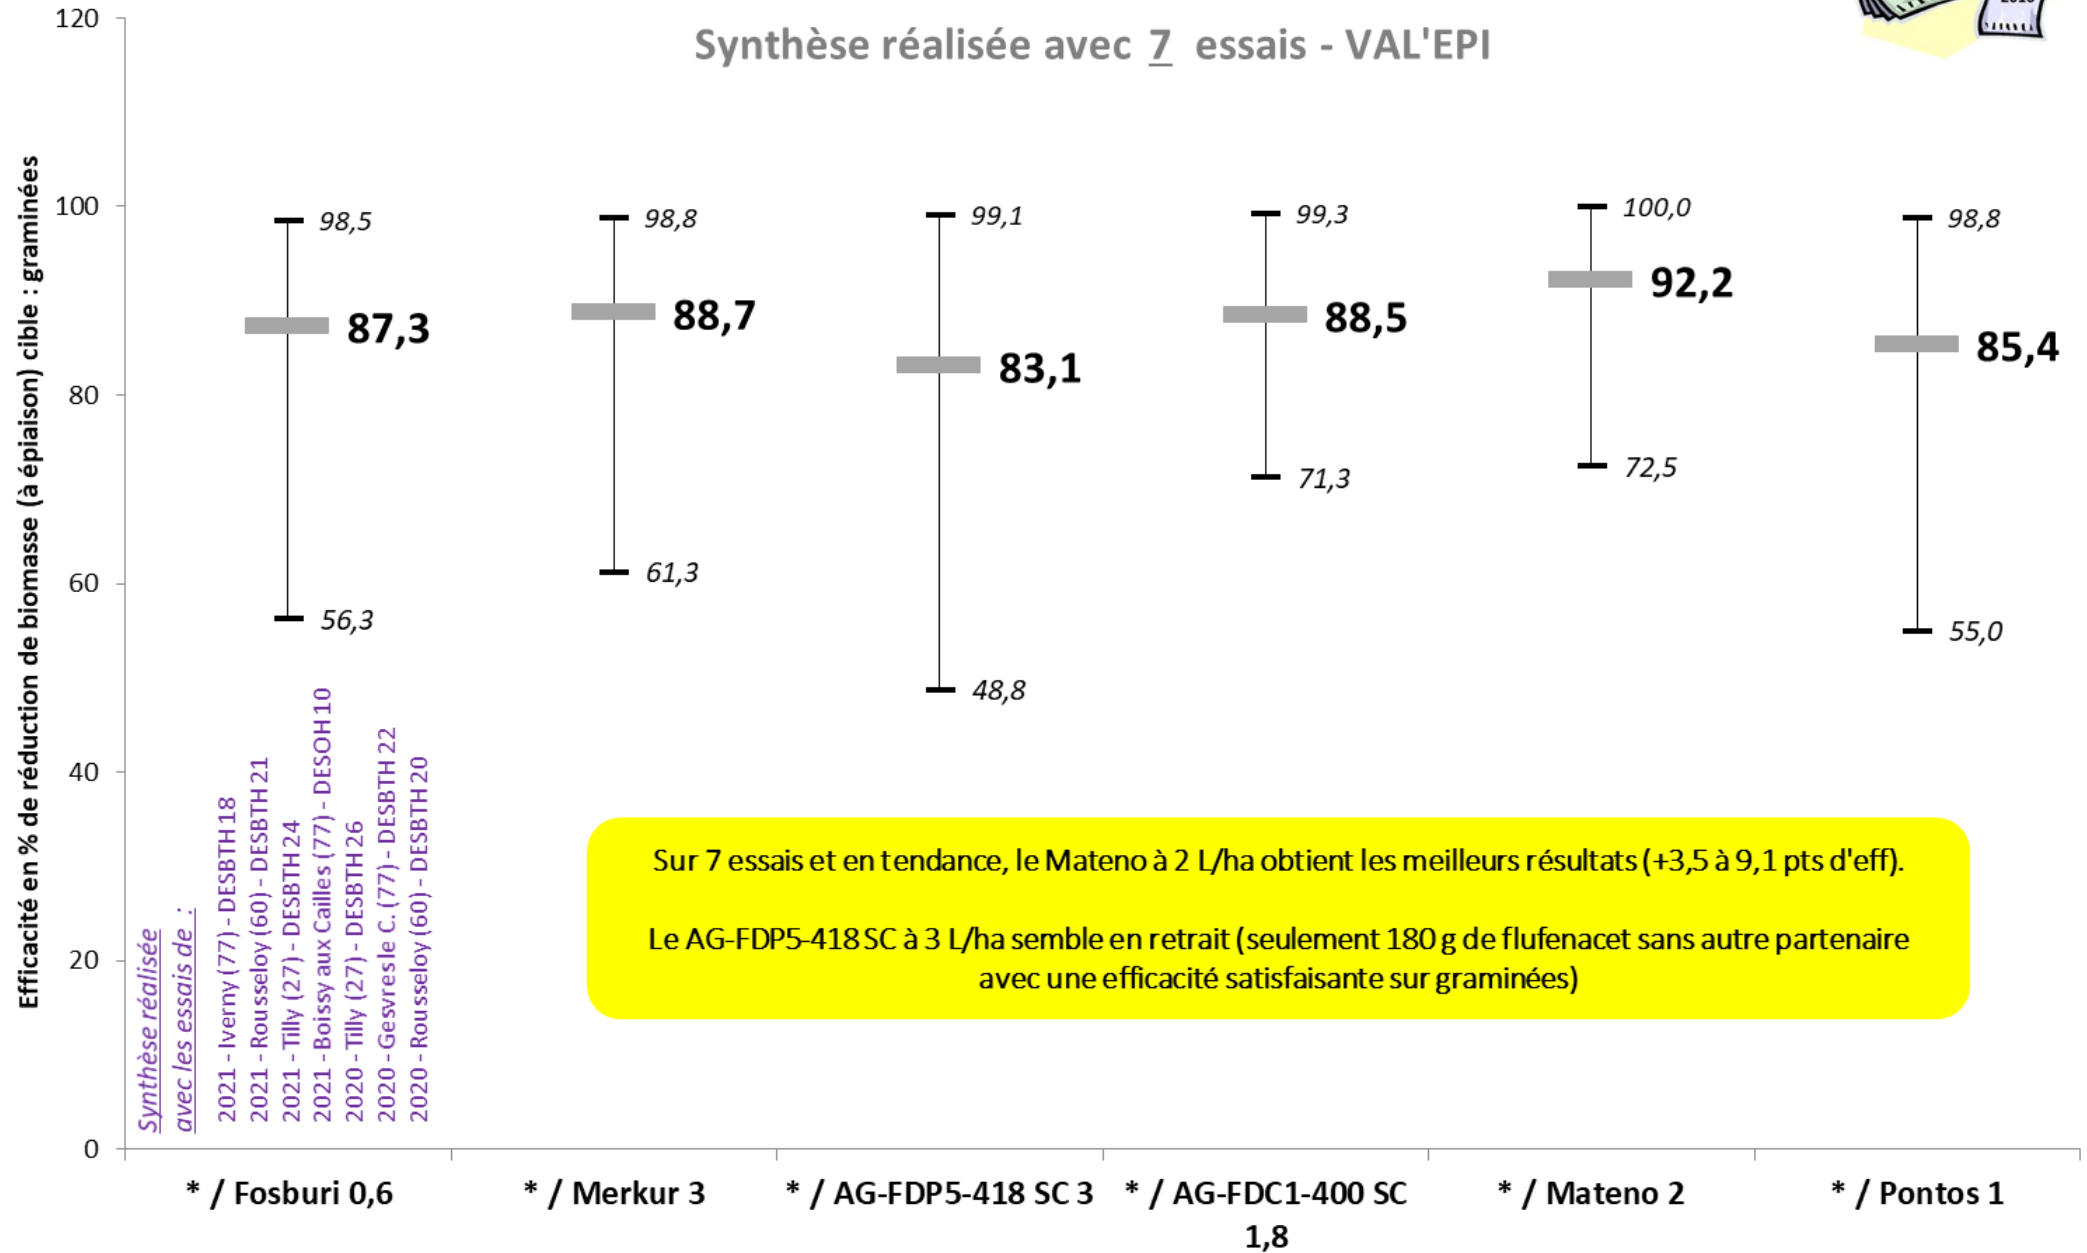 Synthèse réalisée avec 7 essais - VAL'EPI
Efficacité en % de réduction de biomasse (à épiaison) cible : graminées
120
100
80
60
40
20
0
98,5
87,3
56,3
98,8
88,7
61,3
99,1
83,1
48,8
99,3
88,5
71,3
100,0
92,2
72,5
98,8
85,4
55,0
Synthèse réalisée
avec les essais de :
2021 - Iverny (77) - DESBTH18
2021 - Rousseloy (60) - DESBTH21
2021 - Tilly (27) - DESBTH24
2021 - Boissy aux Cailles (77) - DESOH10
2020 - Tilly (27) - DESBTH26
2020 - Gesvres le C. (77) - DESBTH22
2020 - Rousseloy (60) - DESBTH20
Sur 7 essais et en tendance, le Mateno à 2 L/ha obtient les meilleurs résultats (+3,5 à 9,1 pts d'eff).
Le AG-FDP5-418 SC à 3 L/ha semble en retrait (seulement 180 g de flufenacet sans autre partenaire
avec une efficacité satisfaisante sur graminées)
* / Fosburi 0,6
* / Merkur 3
* / AG-FDP5-418 SC 3
* / AG-FDC1-400 SC
1,8
* / Mateno 2
* / Pontos 1